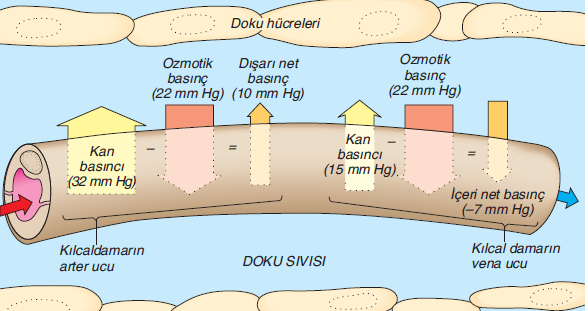 Doku hücreleri
Ozmotik
basınç
(22 mm Hg)
Dışarı net
basınç
(10 mm Hg)
Ozmotik
basınç
(22 mm Hg)
Kan
basıncı
(32 mm Hg)
–
=
Kan
basıncı
(15 mm Hg)
–
=
İçeri net basınç
(–7 mm Hg)
Kılcaldamarın
arter ucu
DOKU SIVISI
Kılcal damarın
vena ucu